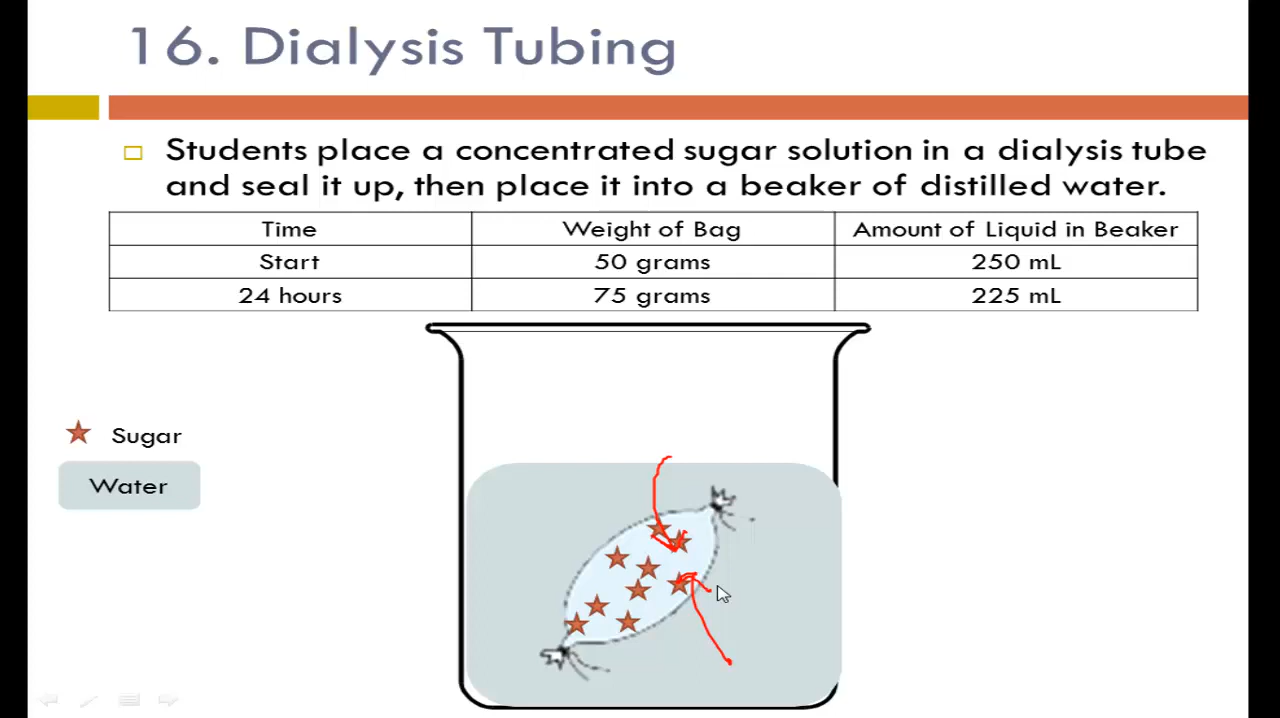 16. Dialysis Tubing
Students place a concentrated sugar solution in a dialysis tube
and seal it up, then place it into a beaker of distilled water.
Time Weight of Bag Amount of Liquid in Beaker
Start 50 grams 250 mL
24 hours 75 grams 225 mL
Sugar
Water